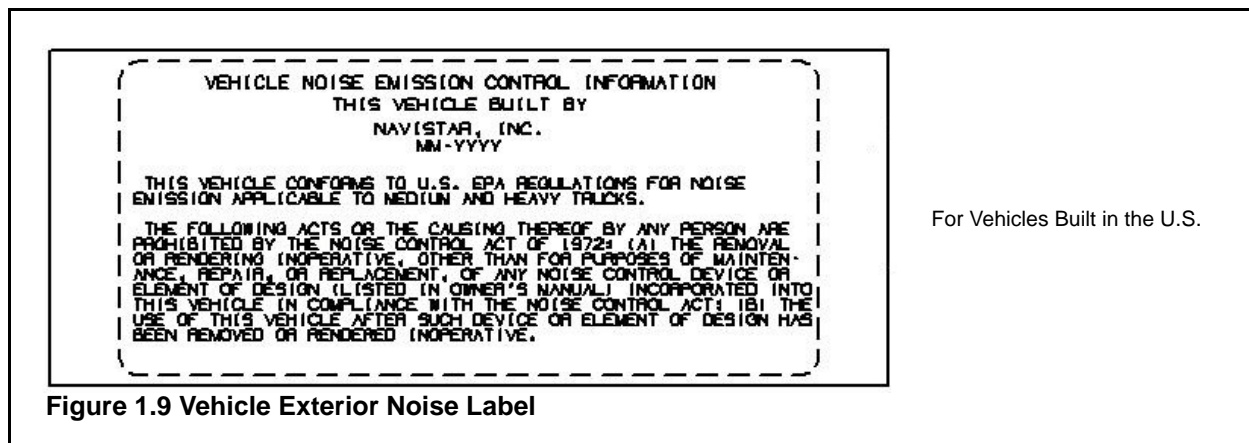 VEHICLE NOISE EMISSION CONTROL INFORMATION
THIS VEHICLE BUILT BY
NAVISTAR, INC.
MM-YYYY
THIS VEHICLE CONFORMS TO U.S. EPA REGULATIONS FOR NOISE
EMISSION APPLICABLE TO MEDIUM AND HEAVY TRUCKS.
THE FOLLOWING ACTS OR THE CAUSING THEREOF BY ANY PERSON ARE
PROHIBITED BY THE NOISE CONTROL ACT OF 1972: (A) THE REMOVAL
OR RENDERING INOPERATIVE, OTHER THAN FOR PURPOSES OF MAINTEN-
ANCE, REPAIR, OR REPLACEMENT, OF ANY NOISE CONTROL DEVICE OR
ELEMENT OF DESIGN (LISTED IN OWNER'S MANUAL) INCORPORATED INTO
THIS VEHICLE IN COMPLIANCE WITH THE NOISE CONTROL ACT; (B) THE
USE OF THIS VEHICLE AFTER SUCH DEVICE OR ELEMENT OF DESIGN HAS
BEEN REMOVED OR RENDERED INOPERATIVE.
For Vehicles Built in the U.S.
Figure 1.9 Vehicle Exterior Noise Label